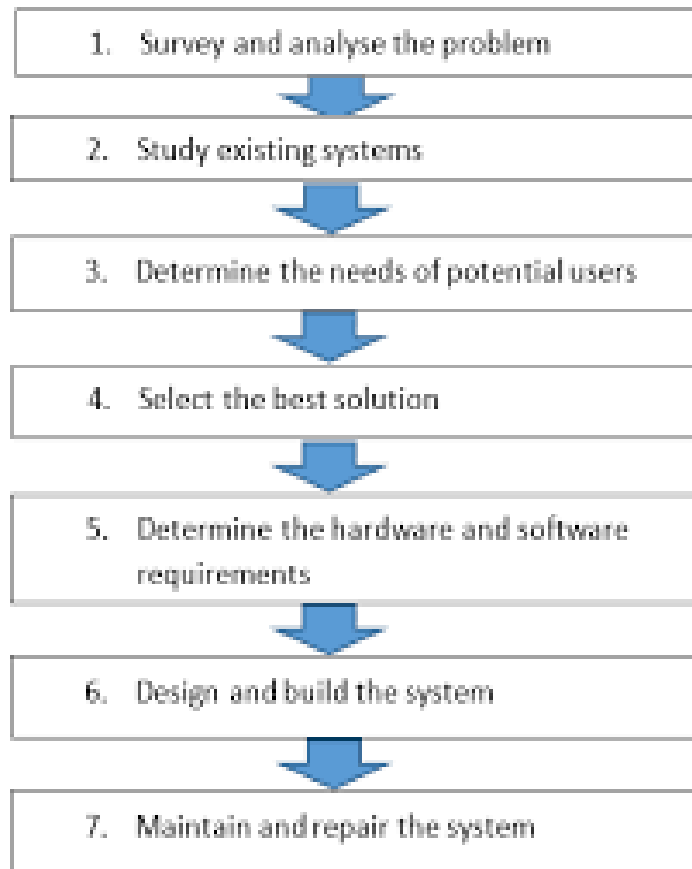 1. Survey and analyse the problem
2. Study existing systems
3. Determine the needs of potential users
4. Select the best solution
5. Determine the hardware and software
requirements
6. Design and build the system
7. Maintain and repair the system